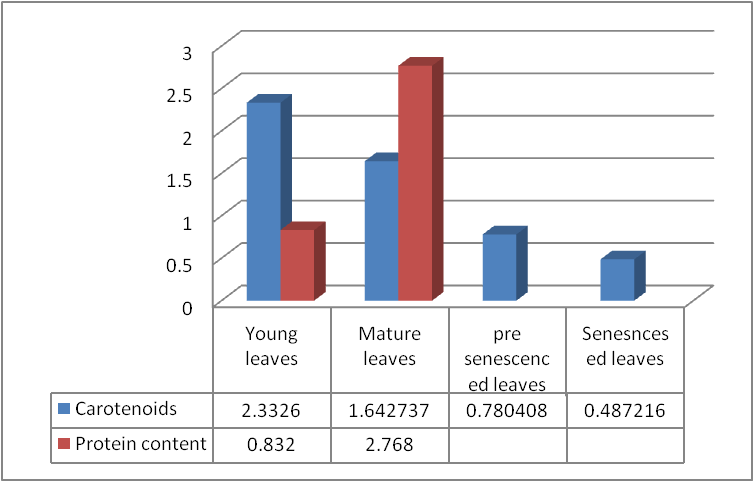 3
2.5
2
1.5
1
0.5
0
Young
leaves
Mature
leaves
pre
senescenc
ed leaves
Senesnces
ed leaves
Carotenoids 2.3326 1.642737 0.780408 0.487216
Protein content 0.832 2.768